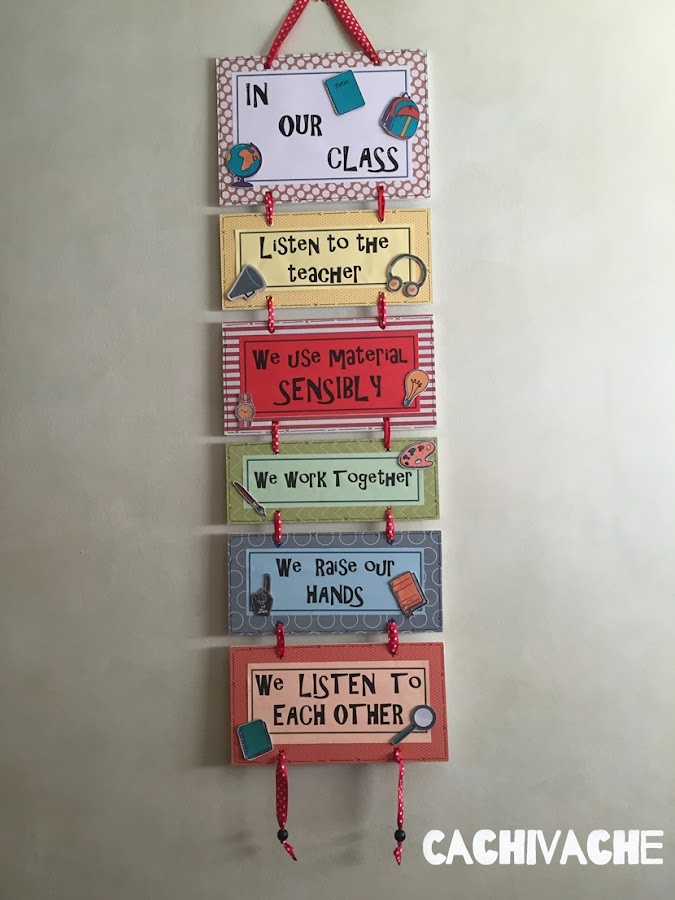 IN
OUR
CLASS
Listen to the
teacher
We use Material
SENSIBLY
We Work Together
We Raise our
HANDS
We LISTEN TO
EACH OTHER
CACHIVACHE